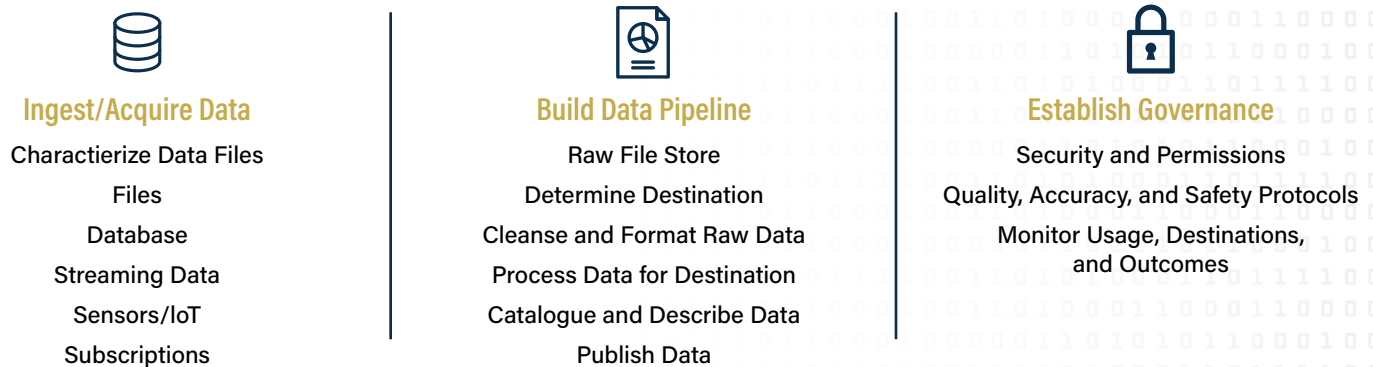 Ingest/Acquire Data
Charactierize Data Files
Files
Database
Streaming Data
Sensors/IoT
Subscriptions
Build Data Pipeline
Raw File Store
Determine Destination
Cleanse and Format Raw Data
Process Data for Destination
Catalogue and Describe Data
Publish Data
Establish Governance
Security and Permissions
Quality, Accuracy, and Safety Protocols
Monitor Usage, Destinations,
and Outcomes